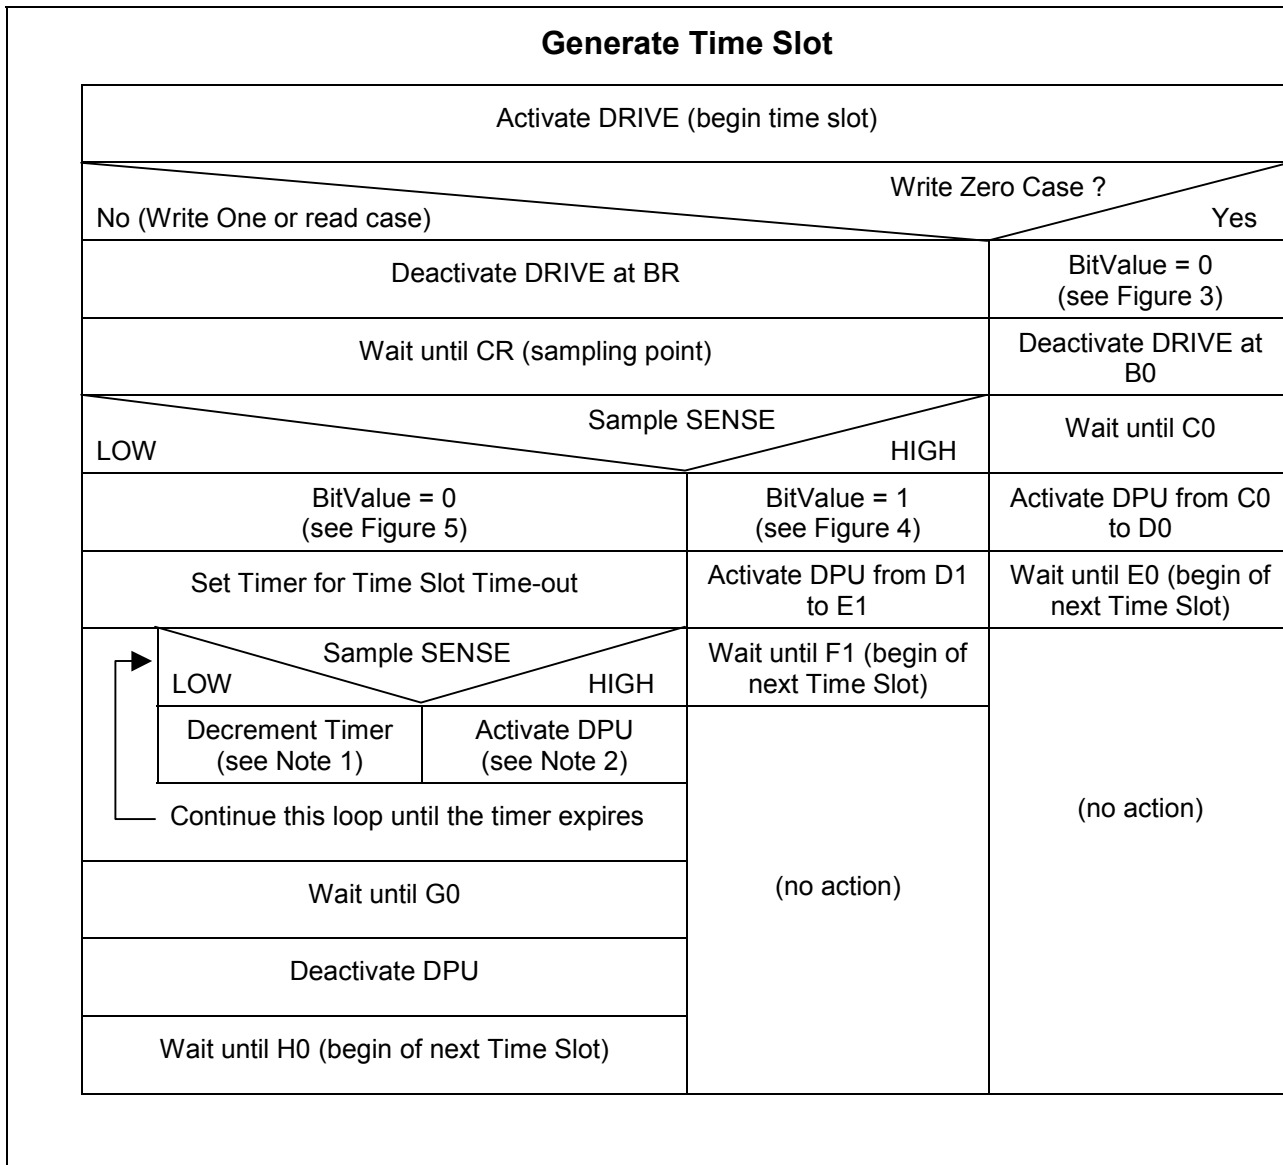 Generate Time Slot
Activate DRIVE (begin time slot)
Write Zero Case ?
No (Write One or read case)
Yes
Deactivate DRIVE at BR
BitValue = 0
(see Figure 3)
Wait until CR (sampling point)
Deactivate DRIVE at
B0
Sample SENSE
LOW
HIGH
Wait until C0
BitValue = 0
(see Figure 5)
BitValue = 1
(see Figure 4)
Activate DPU from C0
to D0
Set Timer for Time Slot Time-out
Activate DPU from D1
to E1
Wait until E0 (begin of
next Time Slot)
Sample SENSE
LOW
HIGH
Wait until F1 (begin of
next Time Slot)
Decrement Timer
(see Note 1)
Activate DPU
(see Note 2)
Continue this loop until the timer expires
(no action)
Wait until G0
(no action)
Deactivate DPU
Wait until H0 (begin of next Time Slot)